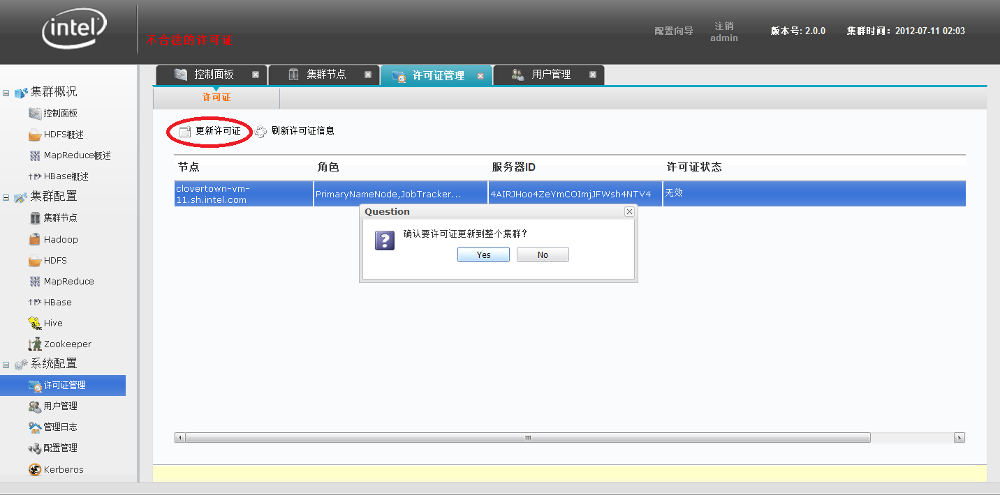 intel
不合法的许可证
配置向导
注销
admin
版本号: 2.0.0
集群时间: 2012-07-11 02:03
控制面板
集群节点
许可证管理
用户管理
许可证
集群概况
控制面板
HDFS概述
MapReduce概述
HBase概述
集群配置
集群节点
Hadoop
HDFS
MapReduce
HBase
Hive
Zookeeper
系统配置
许可证管理
用户管理
管理日志
配置管理
Kerberos
更新许可证
刷新许可证信息
节点 角色 服务器ID 许可证状态
clovertown-vm-
11.sh.intel.com
PrimaryNameNode,JobTracker...
4AIRJHoo4ZeYmCOImjJFWsh4NTV4
无效
Question
确认要许可证更新到整个集群?
Yes
No